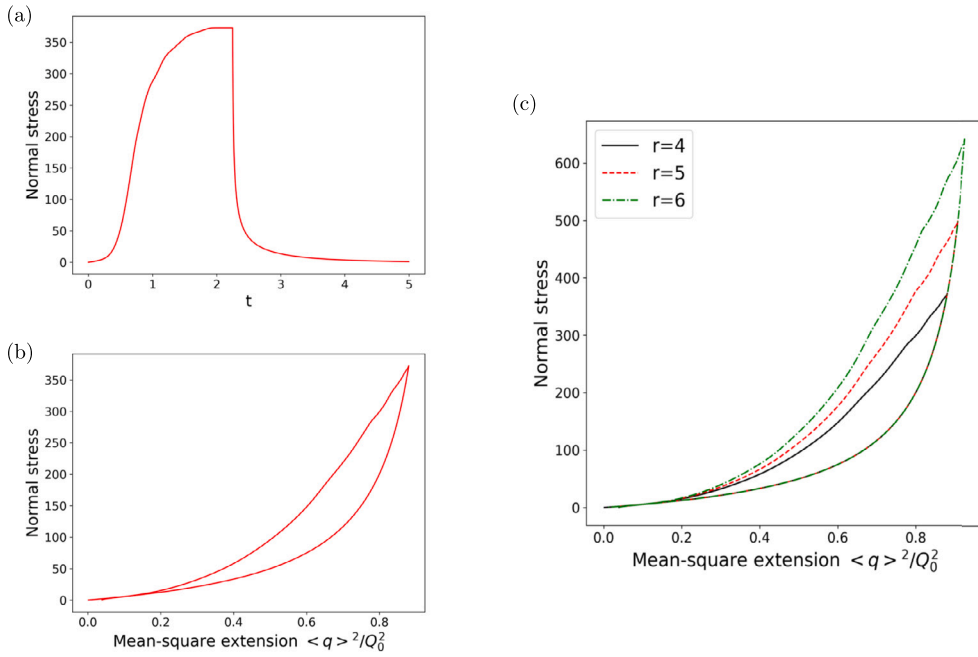 (a)
350
300
250
200
150
100
50
0
Normal stress
0 1 2 3 4 5
t
(b)
350
300
250
200
150
100
50
0
Normal stress
0.0 0.2 0.4 0.6 0.8
Mean-square extension <q>²/Q₀²
(c)
r=4
r=5
r=6
600
500
400
300
200
100
0
Normal stress
0.0 0.2 0.4 0.6 0.8
Mean-square extension <q>²/Q₀²